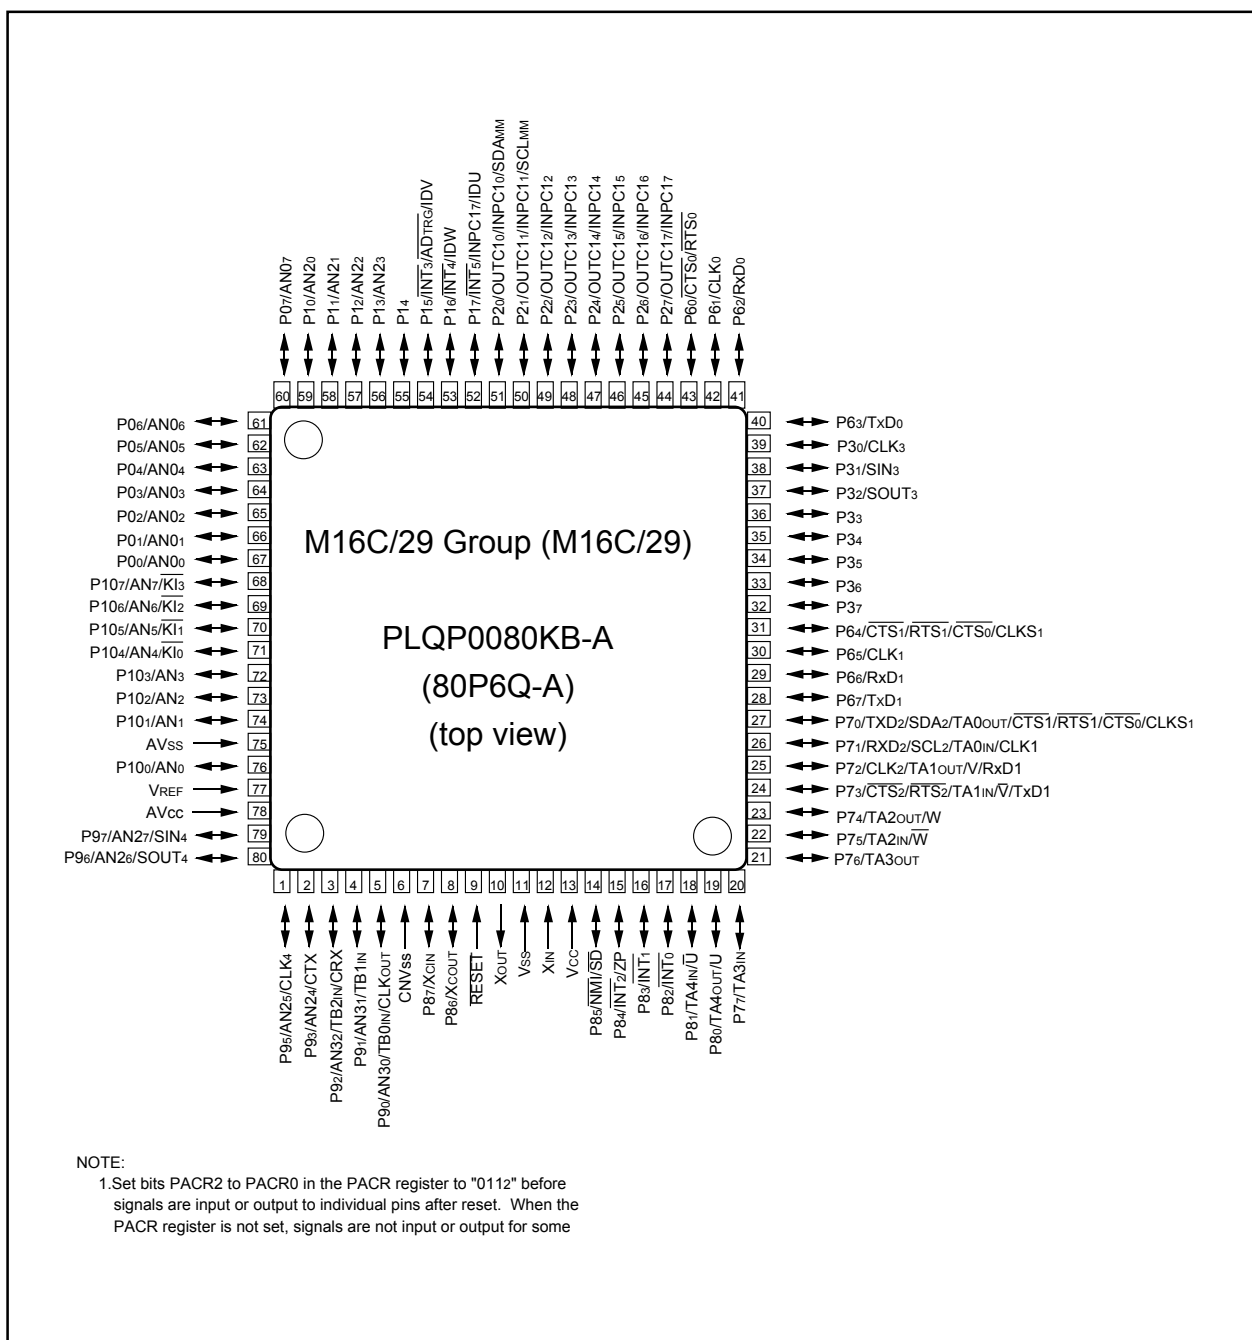 P07/AN07
P10/AN20
P11/AN21
P12/AN22
P13/AN23
P14
P15/INT3/ADTRG/IDV
P16/INT4/IDW
P17/INT5/INPC17/IDU
P20/OUTC10/INPC10/SDAMM
P21/OUTC11/INPC11/SCLMM
P22/OUTC12/INPC12
P23/OUTC13/INPC13
P24/OUTC14/INPC14
P25/OUTC15/INPC15
P26/OUTC16/INPC16
P27/OUTC17/INPC17
P60/CTS0/RTS0
P61/CLK0
P62/RxD0
60 59 58 57 56 55 54 53 52 51 50 49 48 47 46 45 44 43 42 41
P06/AN06 61
P05/AN05 62
P04/AN04 63
P03/AN03 64
P02/AN02 65
P01/AN01 66
P00/AN00 67
P107/AN7/KI3 68
P106/AN6/KI2 69
P105/AN5/KI1 70
P104/AN4/KI0 71
P103/AN3 72
P102/AN2 73
P101/AN1 74
AVSS 75
P100/AN0 76
VREF 77
AVCC 78
P97/AN27/SIN4 79
P96/AN26/SOUT4 80
M16C/29 Group (M16C/29)
PLQP0080KB-A
(80P6Q-A)
(top view)
40 P63/TxD0
39 P30/CLK3
38 P31/SIN3
37 P32/SOUT3
36 P33
35 P34
34 P35
33 P36
32 P37
31 P64/CTS1/RTS1/CTS0/CLKS1
30 P65/CLK1
29 P66/RxD1
28 P67/TxD1
27 P70/TXD2/SDA2/TA0OUT/CTS1/RTS1/CTS0/CLKS1
26 P71/RXD2/SCL2/TA0IN/CLK1
25 P72/CLK2/TA1OUT/V/RxD1
24 P73/CTS2/RTS2/TA1IN/V/TxD1
23 P74/TA2OUT/W
22 P75/TA2IN/W
21 P76/TA3OUT
1 2 3 4 5 6 7 8 9 10 11 12 13 14 15 16 17 18 19 20
P95/AN25/CLK4
P93/AN24/CTX
P92/AN32/TB2IN/CRX
P91/AN31/TB1IN
P90/AN30/TB0IN/CLKOUT
CNVss
P87/XCIN
P86/XCOUT
RESET
XOUT
VSS
XIN
VCC
P85/NMI/SD
P84/INT2/ZP
P83/INT1
P82/INT0
P81/TA4IN/U
P80/TA4OUT/U
P77/TA3IN
NOTE:
1.Set bits PACR2 to PACR0 in the PACR register to "0112" before
signals are input or output to individual pins after reset. When the
PACR register is not set, signals are not input or output for some